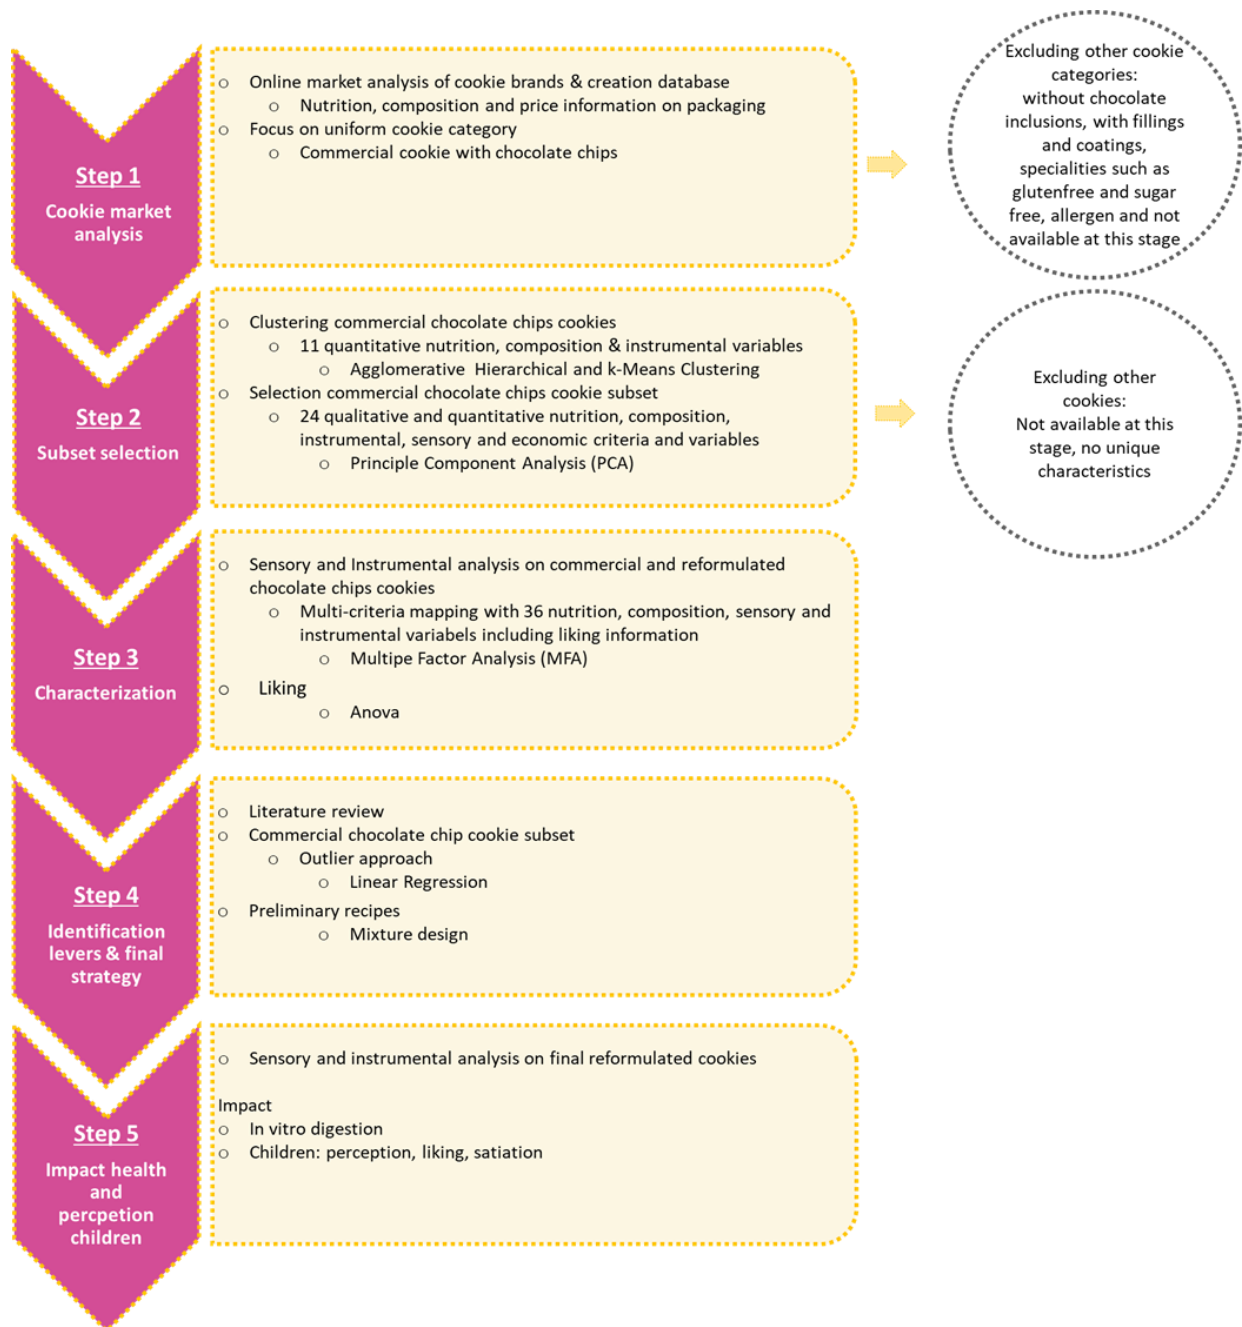 Step 1
Cookie market
analysis
o Online market analysis of cookie brands & creation database
o Nutrition, composition and price information on packaging
o Focus on uniform cookie category
o Commercial cookie with chocolate chips
Excluding other cookie
categories:
without chocolate
inclusions, with fillings
and coatings,
specialities such as
glutenfree and sugar
free, allergen and not
available at this stage
Step 2
Subset selection
o Clustering commercial chocolate chips cookies
o 11 quantitative nutrition, composition & instrumental variables
o Agglomerative Hierarchical and k-Means Clustering
o Selection commercial chocolate chips cookie subset
o 24 qualitative and quantitative nutrition, composition,
instrumental, sensory and economic criteria and variables
o Principle Component Analysis (PCA)
Excluding other
cookies:
Not available at this
stage, no unique
characteristics
Step 3
Characterization
o Sensory and Instrumental analysis on commercial and reformulated
chocolate chips cookies
o Multi-criteria mapping with 36 nutrition, composition, sensory and
instrumental variabels including liking information
o Multipe Factor Analysis (MFA)
o Liking
o Anova
Step 4
Identification
levers & final
strategy
o Literature review
o Commercial chocolate chip cookie subset
o Outlier approach
o Linear Regression
o Preliminary recipes
o Mixture design
Step 5
Impact health
and
percpetion
children
o Sensory and instrumental analysis on final reformulated cookies
Impact
o In vitro digestion
o Children: perception, liking, satiation